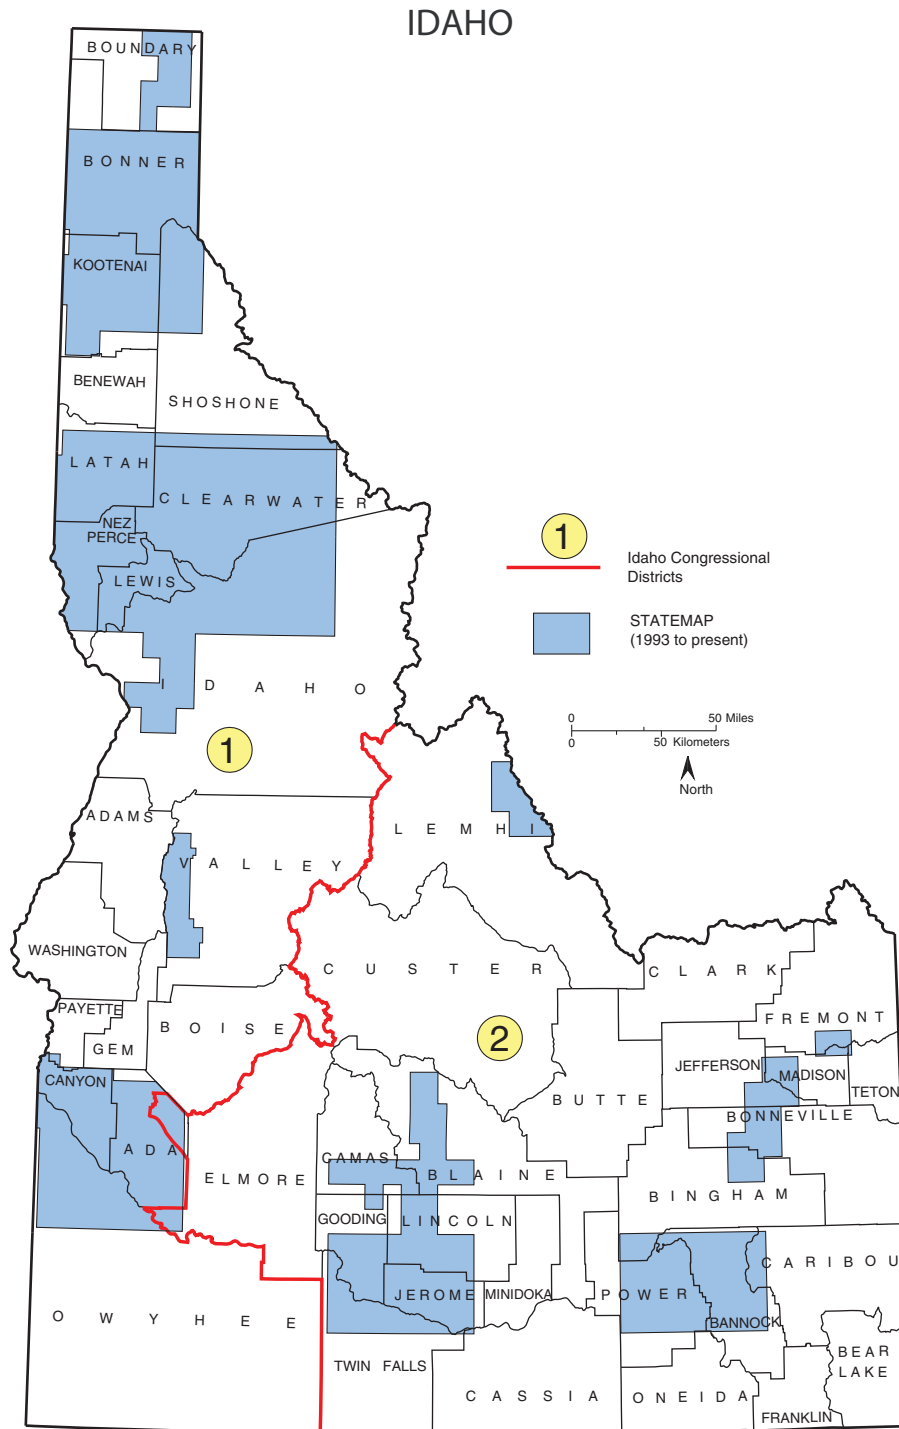 IDAHO
BOUNDARY
BONNER
KOOTENAI
BENEWAH
SHOSHONE
LATAH
CLEARWATER
NEZ
PERCE
LEWIS
1
Idaho Congressional
Districts
STATEMAP
(1993 to present)
IDAHO
0 50 Miles
0 50 Kilometers
North
1
ADAMS
LEMHI
VALLEY
WASHINGTON
CUSTER
CLARK
PAYETTE
BOISE
FREMONT
GEM
2
JEFFERSON
MADISON
CANYON
TETON
BUTTE
BONNEVILLE
ADA
CAMAS
ELMORE
BLAINE
BINGHAM
GOODING
LINCOLN
CARIBOU
JEROME
MINIDOKA
POWER
OWYHEE
BANNOCK
BEAR
LAKE
TWIN FALLS
CASSIA
ONEIDA
FRANKLIN